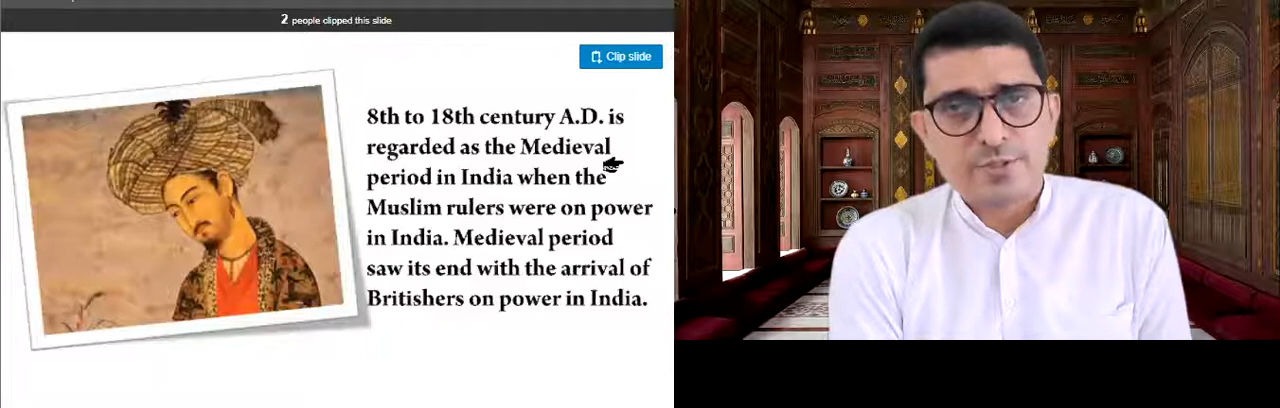 2 people clipped this slide
Clip slide
8th to 18th century A.D. is
regarded as the Medieval
period in India when the
Muslim rulers were on power
in India. Medieval period
saw its end with the arrival of
Britishers on power in India.